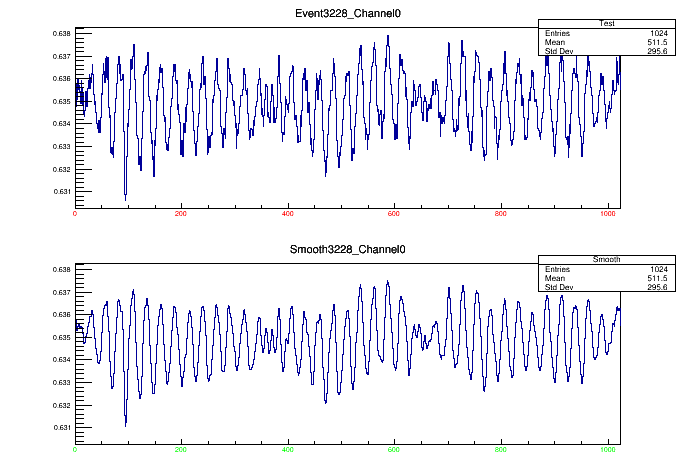 Event3228_Channel0
Test
Entries 1024
Mean 511.5
Std Dev 295.6
0.638
0.637
0.636
0.635
0.634
0.633
0.632
0.631
0 200 400 600 800 1000
Smooth3228_Channel0
Smooth
Entries 1024
Mean 511.5
Std Dev 295.6
0.638
0.637
0.636
0.635
0.634
0.633
0.632
0.631
0 200 400 600 800 1000